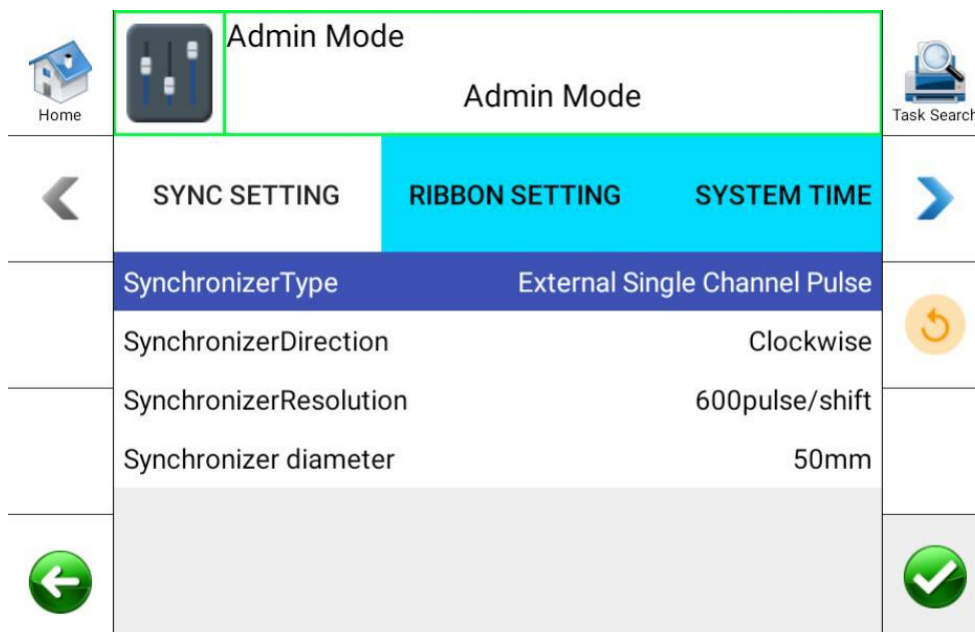 Admin Mode
Admin Mode
Home
Task Search
SYNC SETTING RIBBON SETTING SYSTEM TIME
SynchronizerType External Single Channel Pulse
SynchronizerDirection Clockwise
SynchronizerResolution 600pulse/shift
Synchronizer diameter 50mm